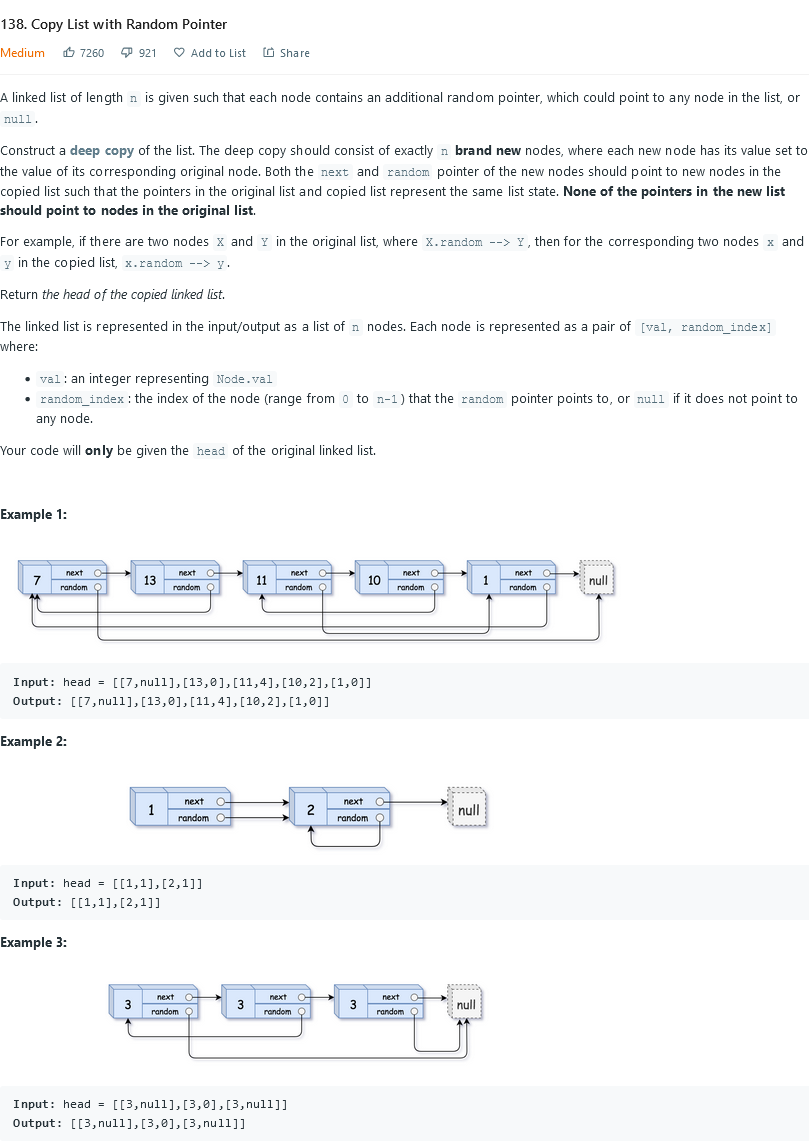 138. Copy List with Random Pointer
Medium 7260 921 Add to List Share
A linked list of length n is given such that each node contains an additional random pointer, which could point to any node in the list, or
null.
Construct a deep copy of the list. The deep copy should consist of exactly n brand new nodes, where each new node has its value set to
the value of its corresponding original node. Both the next and random pointer of the new nodes should point to new nodes in the
copied list such that the pointers in the original list and copied list represent the same list state. None of the pointers in the new list
should point to nodes in the original list.
For example, if there are two nodes X and Y in the original list, where X.random --> Y, then for the corresponding two nodes x and
y in the copied list, x.random --> y.
Return the head of the copied linked list.
The linked list is represented in the input/output as a list of n nodes. Each node is represented as a pair of [val, random_index]
where:
• val: an integer representing Node.val
• random_index: the index of the node (range from 0 to n-1) that the random pointer points to, or null if it does not point to
any node.
Your code will only be given the head of the original linked list.
Example 1:
7 next random 13 next random 11 next random 10 next random 1 next random null
Input: head = [[7,null],[13,0],[11,4],[10,2],[1,0]]
Output: [[7,null],[13,0],[11,4],[10,2],[1,0]]
Example 2:
1 next random 2 next random null
Input: head = [[1,1],[2,1]]
Output: [[1,1],[2,1]]
Example 3:
3 next random 3 next random 3 next random null
Input: head = [[3,null],[3,0],[3,null]]
Output: [[3,null],[3,0],[3,null]]